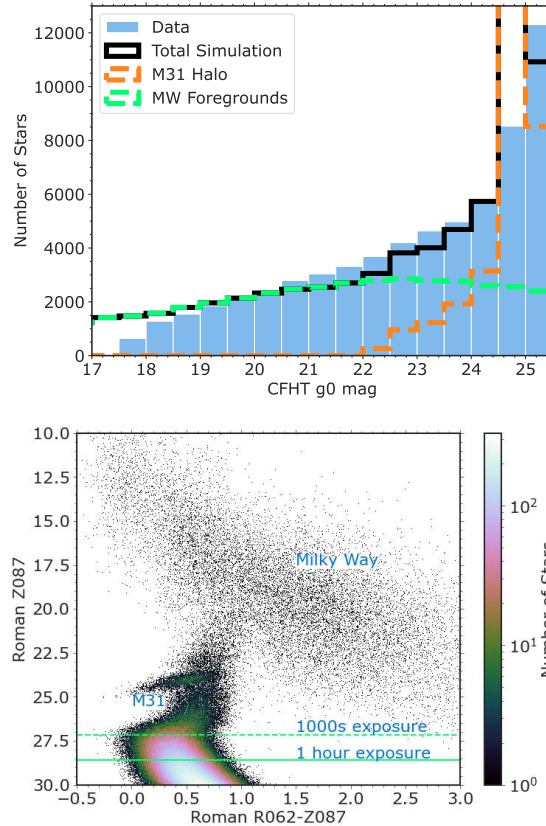 12000
10000
8000
6000
4000
2000
0
Number of Stars
Data
Total Simulation
M31 Halo
MW Foregrounds
17 18 19 20 21 22 23 24 25
CFHT g0 mag
10.0
12.5
15.0
17.5
20.0
22.5
25.0
27.5
30.0
Roman Z087
Milky Way
M31
1000s exposure
1 hour exposure
−0.5 0.0 0.5 1.0 1.5 2.0 2.5 3.0
Roman R062-Z087
10²
10¹
10⁰
Number of Stars